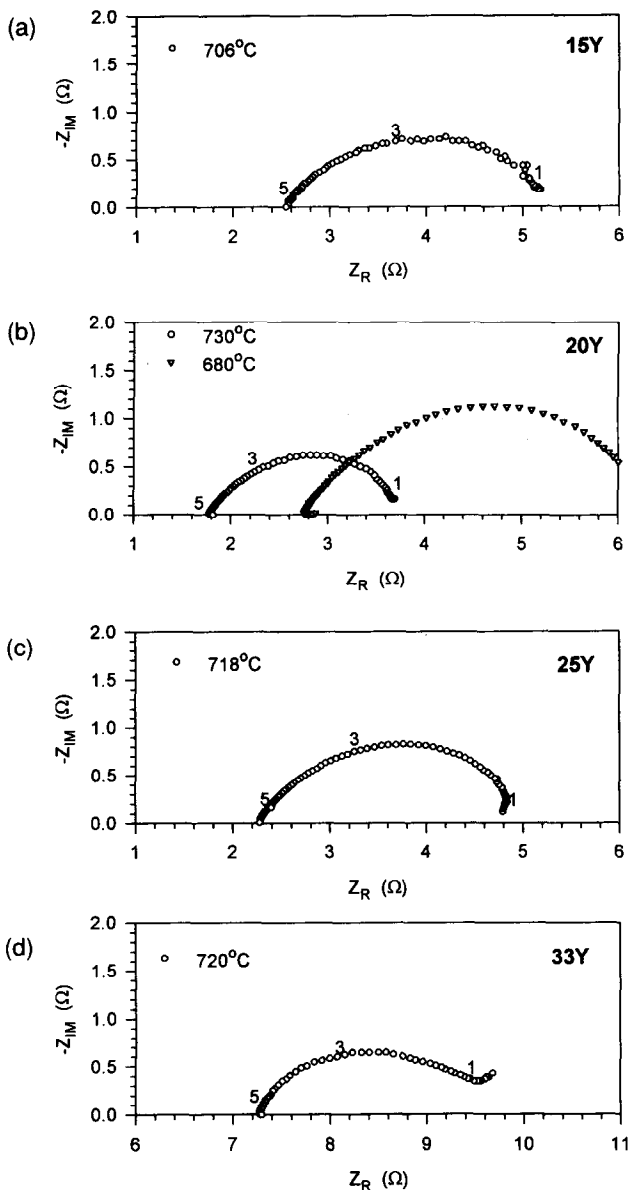 (a)
2.0
1.5
1.0
0.5
0.0
-Z_IM (Ω)
○ 706°C
15Y
5 3 1
1 2 3 4 5 6
Z_R (Ω)
(b)
2.0
1.5
1.0
0.5
0.0
-Z_IM (Ω)
○ 730°C
▿ 680°C
20Y
5 3 1
1 2 3 4 5 6
Z_R (Ω)
(c)
2.0
1.5
1.0
0.5
0.0
-Z_IM (Ω)
○ 718°C
25Y
5 3 1
1 2 3 4 5 6
Z_R (Ω)
(d)
2.0
1.5
1.0
0.5
0.0
-Z_IM (Ω)
○ 720°C
33Y
5 3 1
6 7 8 9 10 11
Z_R (Ω)